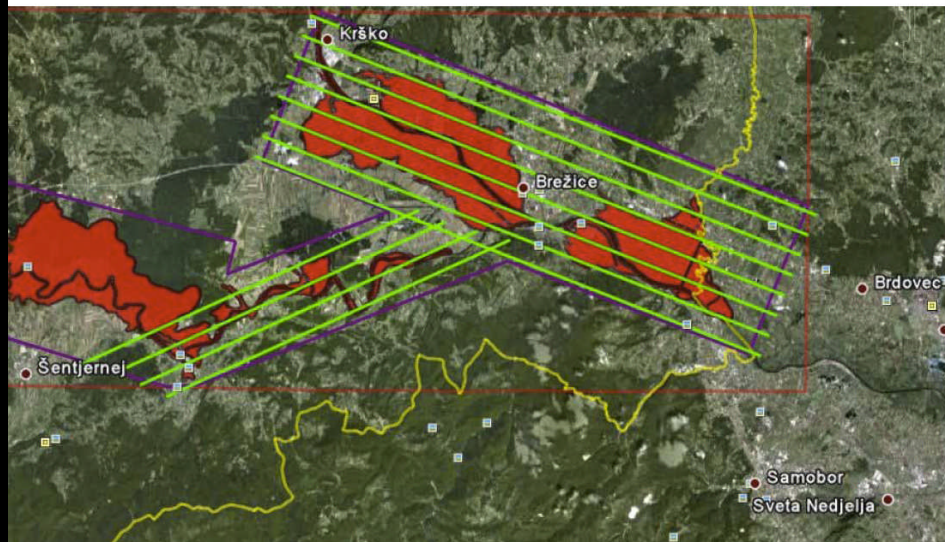 Krško
Brežice
Brdovec
Šentjernej
Samobor
Sveta Nedjelja